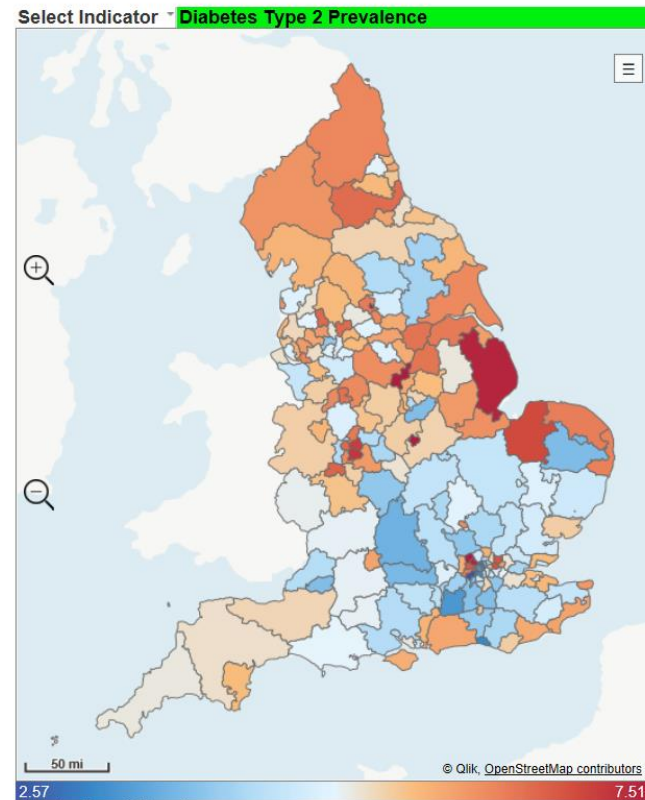 Select Indicator Diabetes Type 2 Prevalence
50 mi
© Qlik, OpenStreetMap contributors
2.57 7.51